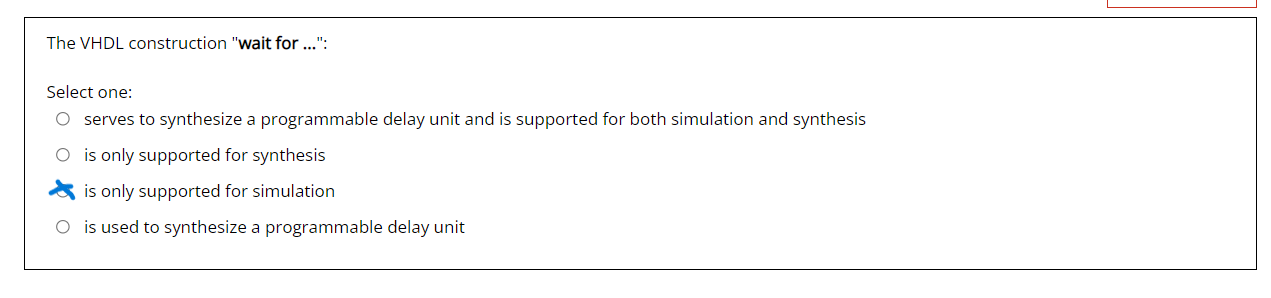 The VHDL construction "wait for ...":
Select one:
serves to synthesize a programmable delay unit and is supported for both simulation and synthesis
is only supported for synthesis
is only supported for simulation
is used to synthesize a programmable delay unit